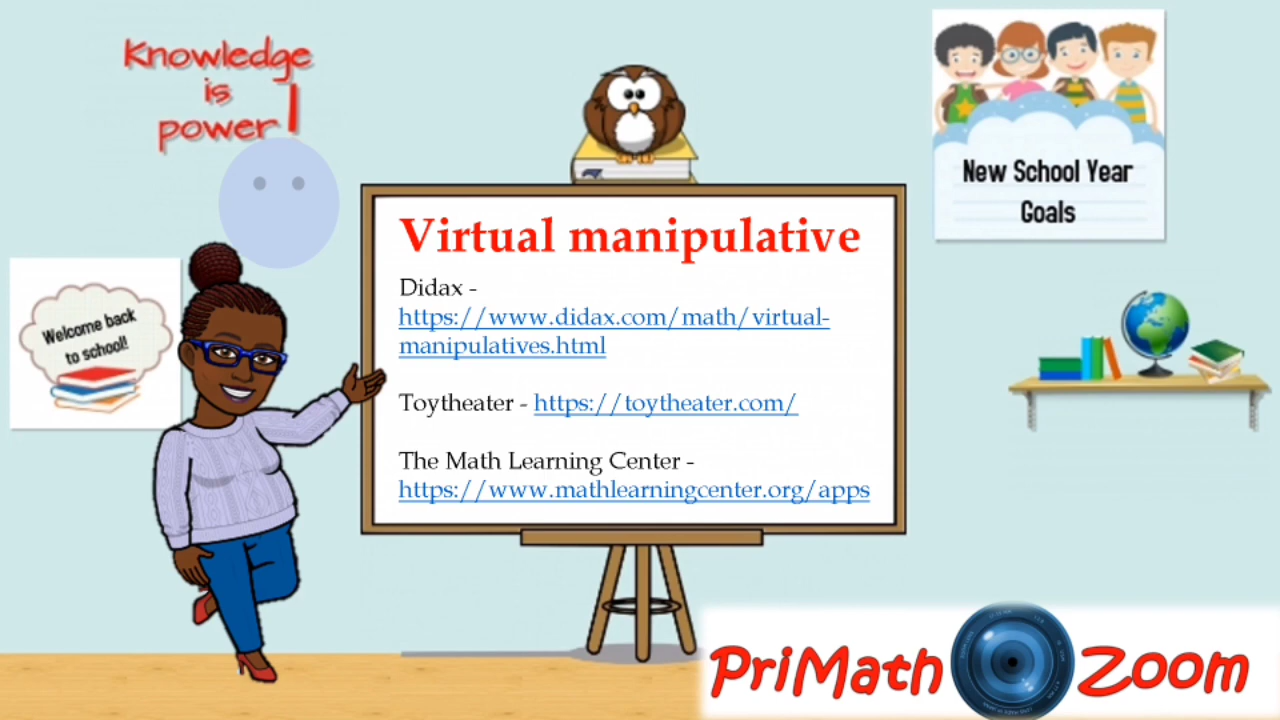 Knowledge
is
power!
New School Year
Goals
Welcome back
to school!
Virtual manipulative
Didax -
https://www.didax.com/math/virtual-
manipulatives.html
Toytheater - https://toytheater.com/
The Math Learning Center -
https://www.mathlearningcenter.org/apps
PriMath Zoom